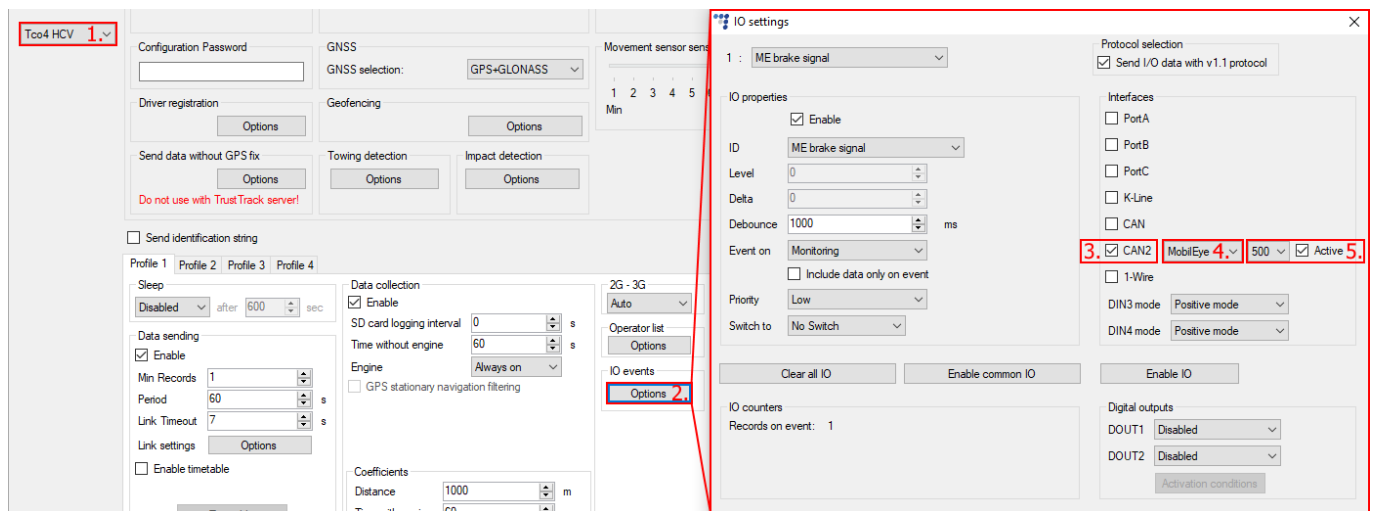 Tco4 HCV 1.
Configuration Password
GNSS
GNSS selection: GPS+GLONASS
Movement sensor sens
1 2 3 4 5
Min
Driver registration
Options
Geofencing
Options
Send data without GPS fix
Options
Do not use with TrustTrack server!
Towing detection
Options
Impact detection
Options
Send identification string
Profile 1 Profile 2 Profile 3 Profile 4
Sleep
Disabled after 600 sec
Data sending
Enable
Min Records 1
Period 60 s
Link Timeout 7 s
Link settings Options
Enable timetable
Data collection
Enable
SD card logging interval 0 s
Time without engine 60 s
Engine Always on
GPS stationary navigation filtering
Coefficients
Distance 1000 m
2G - 3G
Auto
Operator list
Options
IO events
Options 2.
IO settings
1 : ME brake signal
Protocol selection
Send I/O data with v1.1 protocol
IO properties
Enable
ID ME brake signal
Level 0
Delta 0
Debounce 1000 ms
Event on Monitoring
Include data only on event
Priority Low
Switch to No Switch
Interfaces
PortA
PortB
PortC
K-Line
CAN
3. CAN2 MobilEye 4. 500 Active 5.
1-Wire
DIN3 mode Positive mode
DIN4 mode Positive mode
Clear all IO Enable common IO Enable IO
IO counters
Records on event: 1
Digital outputs
DOUT1 Disabled
DOUT2 Disabled
Activation conditions